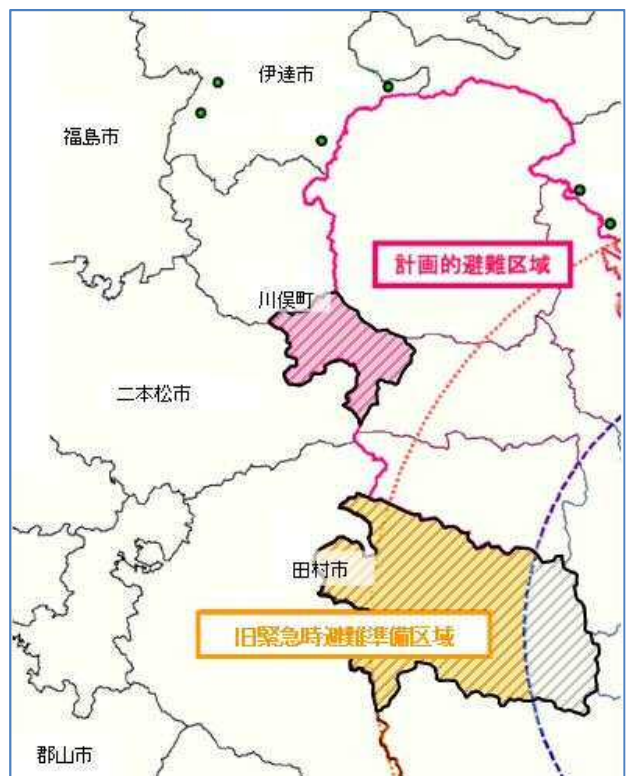 伊達市
福島市
計画的避難区域
川俣町
二本松市
田村市
旧緊急時避難準備区域
郡山市